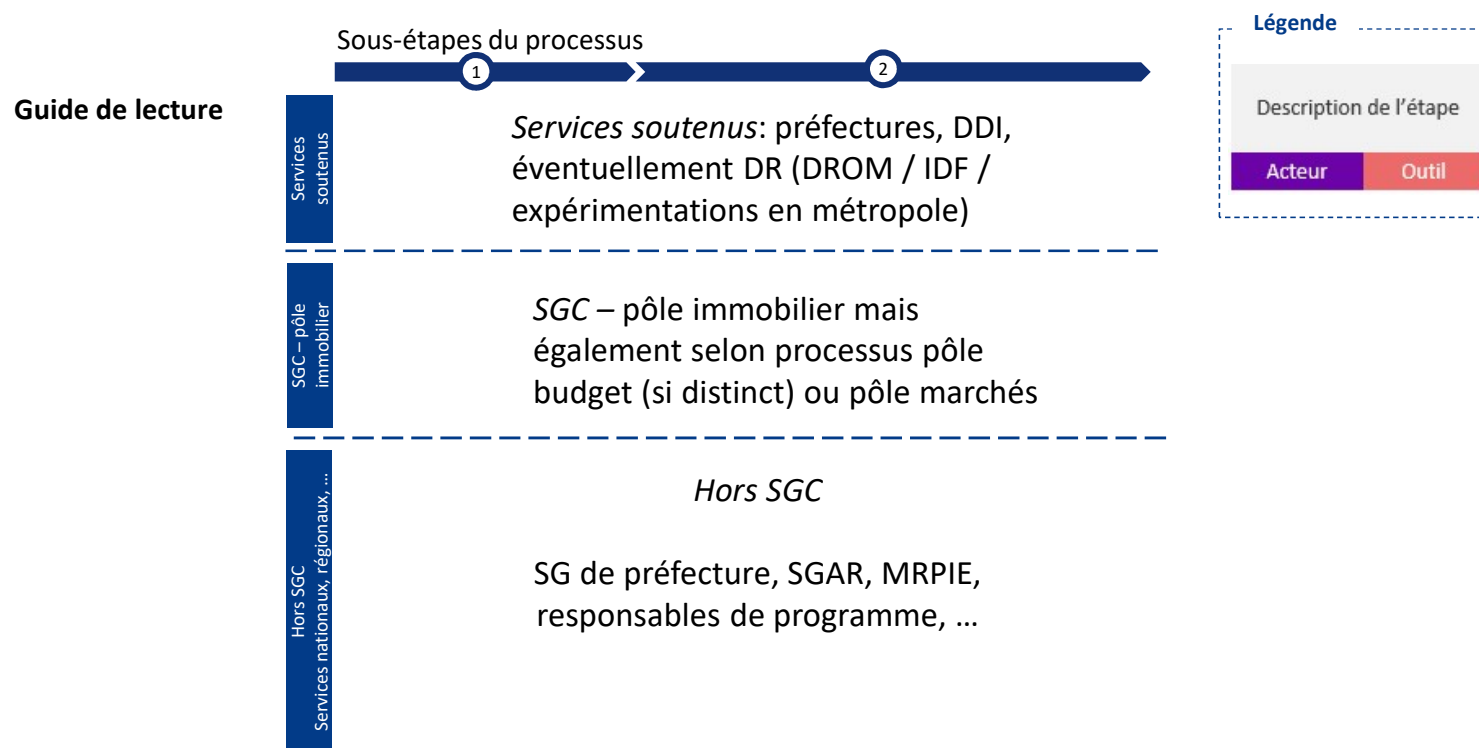 Sous-étapes du processus
1
2
Légende
Description de l'étape
Acteur
Outil
Guide de lecture
Services
soutenus
Services soutenus: préfectures, DDI,
éventuellement DR (DROM / IDF /
expérimentations en métropole)
SGC – pôle
immobilier
SGC – pôle immobilier mais
également selon processus pôle
budget (si distinct) ou pôle marchés
Hors SGC
Services nationaux, régionaux, …
Hors SGC
SG de préfecture, SGAR, MRPIE,
responsables de programme, …